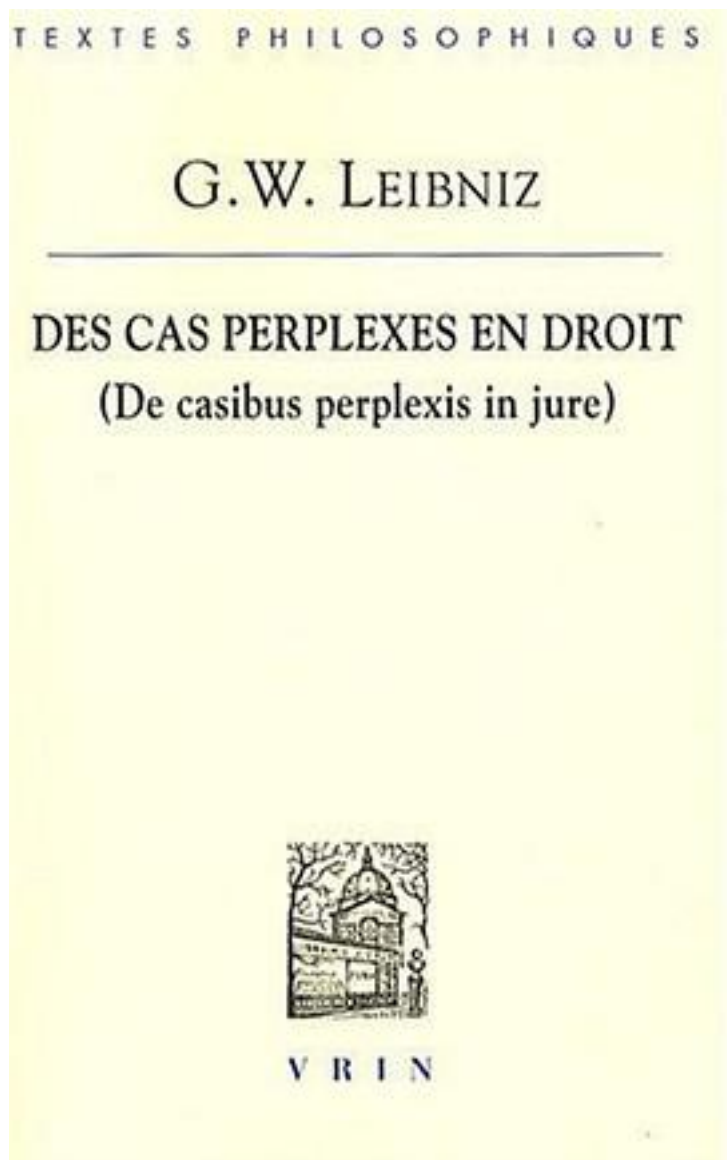 TEXTES PHILOSOPHIQUES
G.W. LEIBNIZ
DES CAS PERPLEXES EN DROIT
(De casibus perplexis in jure)
VRIN